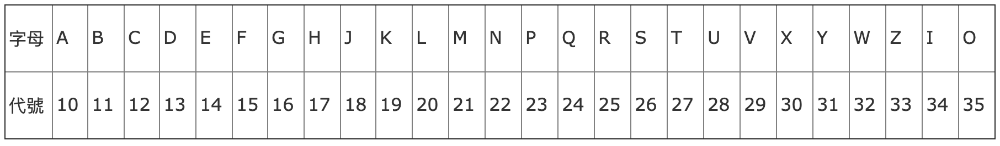 字母 A B C D E F G H J K L M N P Q R S T U V X Y W Z I O
代號 10 11 12 13 14 15 16 17 18 19 20 21 22 23 24 25 26 27 28 29 30 31 32 33 34 35